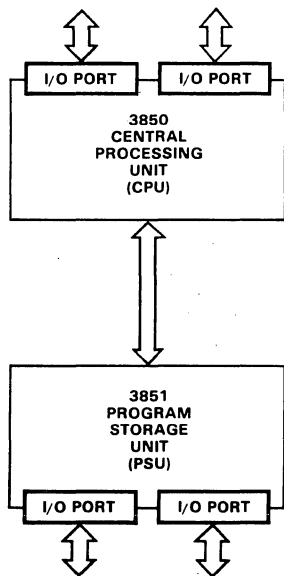 I/O PORT I/O PORT
3850
CENTRAL
PROCESSING
UNIT
(CPU)
3851
PROGRAM
STORAGE
UNIT
(PSU)
I/O PORT I/O PORT